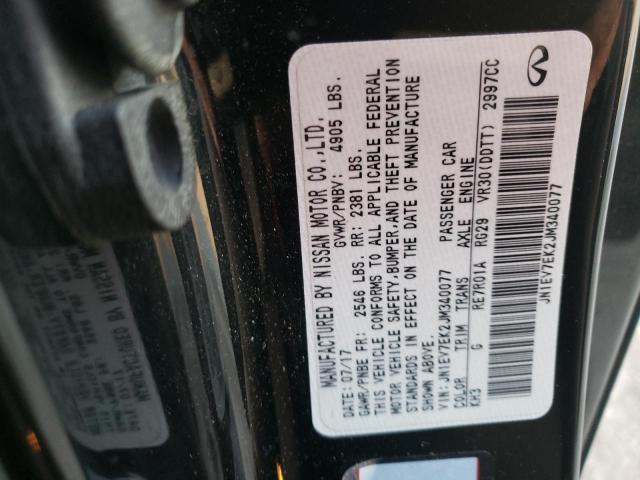 MANUFACTURED BY NISSAN MOTOR CO.,LTD.
DATE: 07/17 GVWR/PNBV: 4905 LBS.
GAWR/PNBE FR: 2546 LBS. RR: 2381 LBS.
THIS VEHICLE CONFORMS TO ALL APPLICABLE FEDERAL
MOTOR VEHICLE SAFETY,BUMPER,AND THEFT PREVENTION
STANDARDS IN EFFECT ON THE DATE OF MANUFACTURE
SHOWN ABOVE.
VIN: JN1EV7EK2JM340077 PASSENGER CAR
COLOR TRIM TRANS AXLE ENGINE
KH3 G RE7R01A RG29 VR30(DDTT) 2997CC
JN1EV7EK2JM340077
MANUFACTURED BY NISSAN